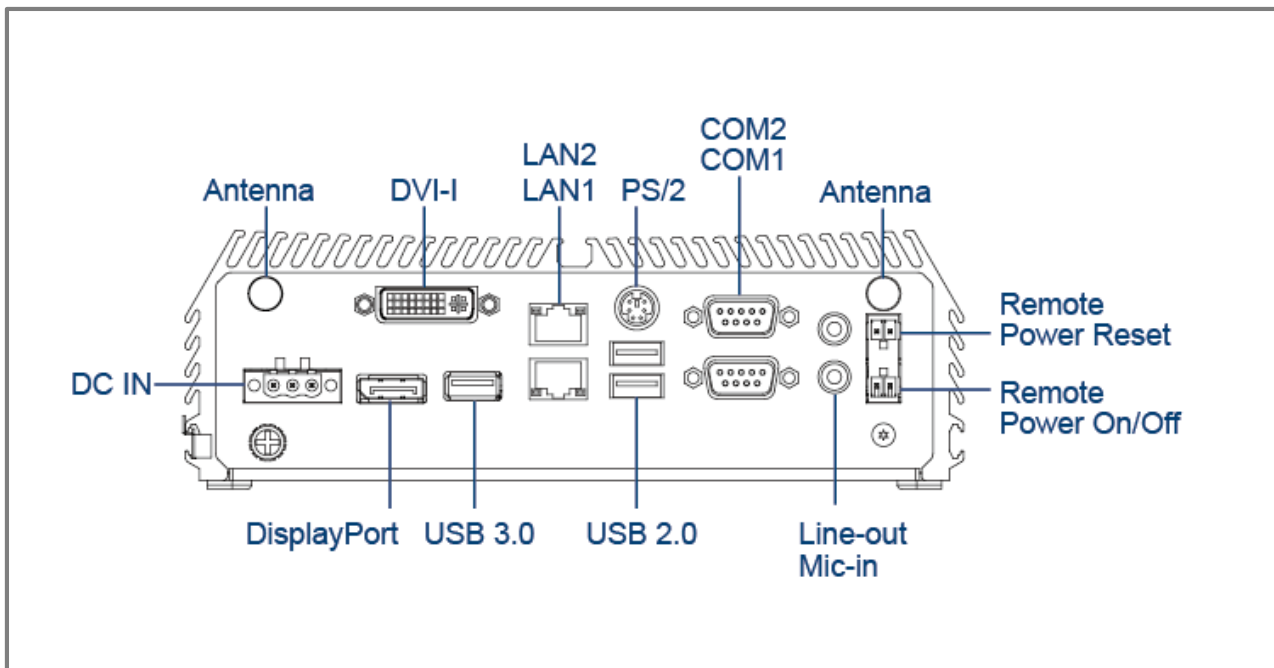 COM2
LAN2
COM1
Antenna
DVI-I
LAN1
PS/2
Antenna
Remote
Power Reset
DC IN
Remote
Power On/Off
DisplayPort
USB 3.0
USB 2.0
Line-out
Mic-in